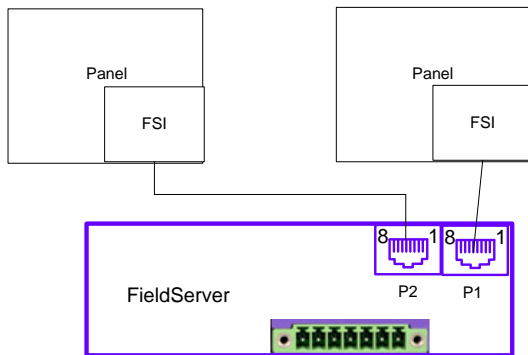 Panel
FSI
Panel
FSI
8 1 8 1
FieldServer
P2 P1